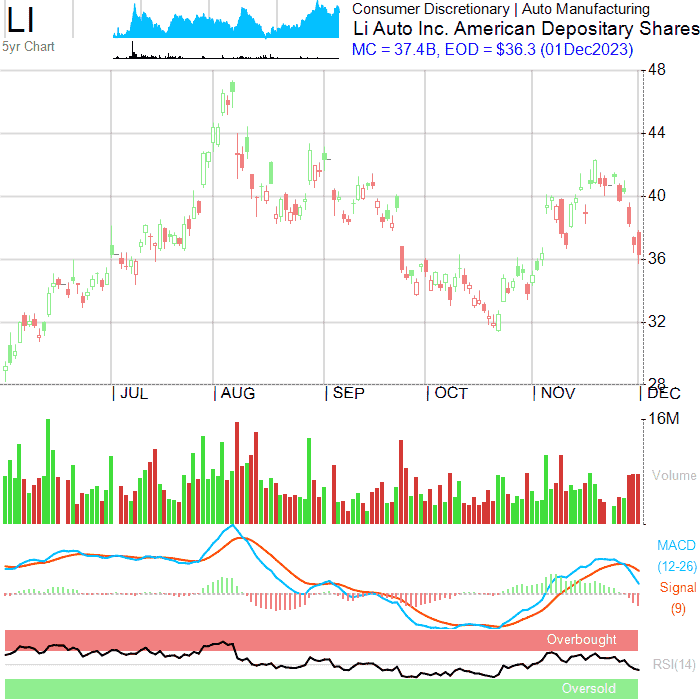 LI
5yr Chart
Consumer Discretionary | Auto Manufacturing
Li Auto Inc. American Depositary Shares
MC = 37.4B, EOD = $36.3 (01Dec2023)
48
44
40
36
32
28
JUL
AUG
SEP
OCT
NOV
DEC
16M
Volume
MACD
(12-26)
Signal
(9)
Overbought
RSI(14)
Oversold